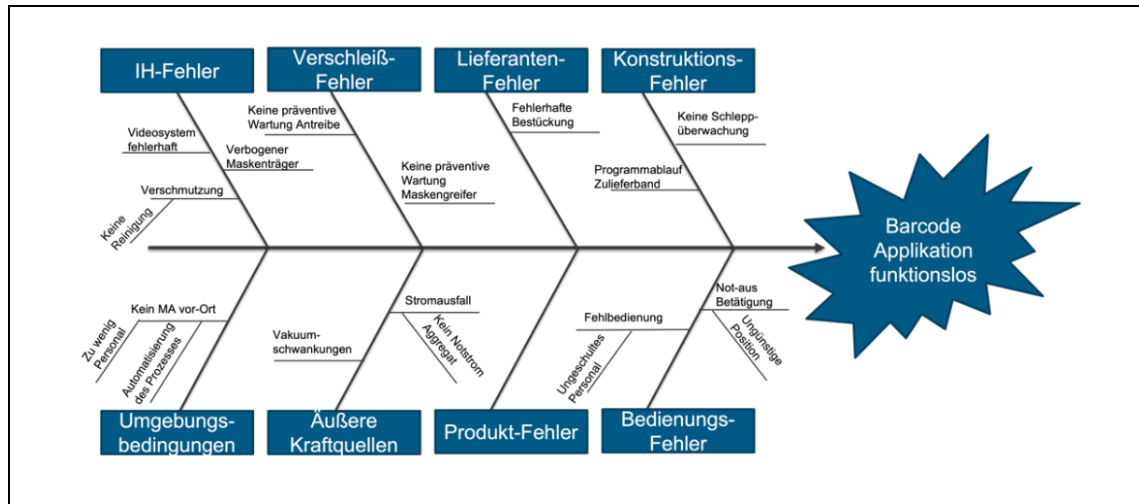 IH-Fehler
Verschleiß-
Fehler
Lieferanten-
Fehler
Konstruktions-
Fehler
Videosystem
fehlerhaft
Verbogener
Maskenträger
Verschmutzung
Keine
Reinigung
Keine präventive
Wartung Antreibe
Keine präventive
Wartung
Maskengreifer
Fehlerhafte
Bestückung
Keine Schlepp-
überwachung
Programmablauf
Zulieferband
Barcode
Applikation
funktionslos
Kein MA vor-Ort
Zu wenig
Personal
Automatisierung
des Prozesses
Vakuum-
schwankungen
Stromausfall
Kein Notstrom
Aggregat
Fehlbedienung
Ungeschultes
Personal
Not-aus
Betätigung
Ungünstige
Position
Umgebungs-
bedingungen
Äußere
Kraftquellen
Produkt-Fehler
Bedienungs-
Fehler